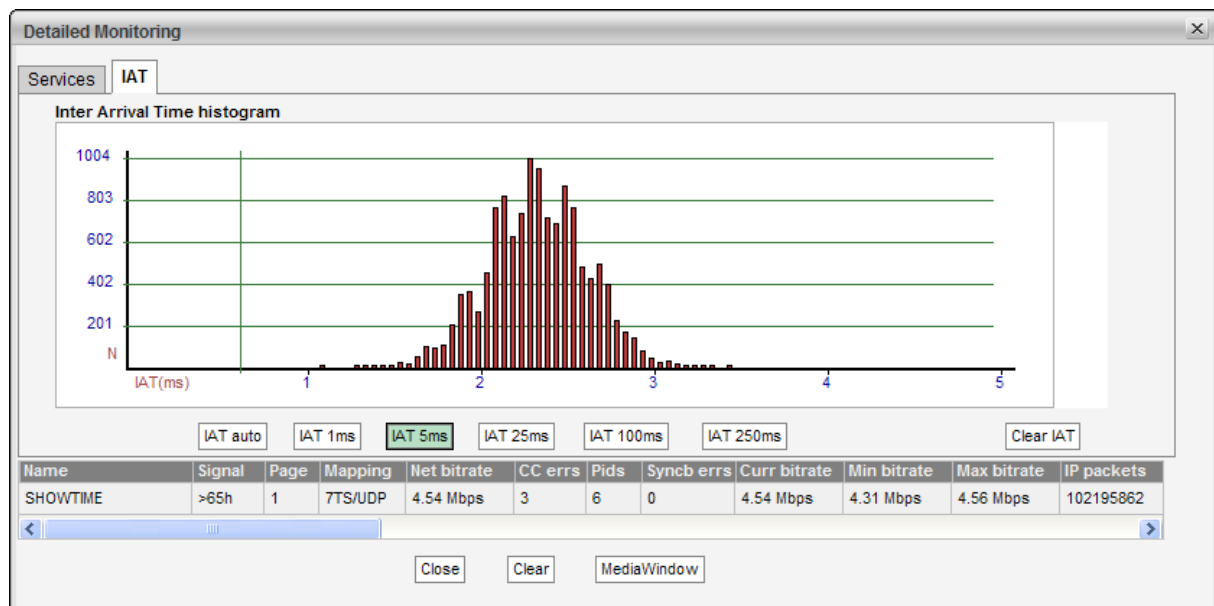 Detailed Monitoring
Services IAT
Inter Arrival Time histogram
1004
803
602
402
201
N
IAT(ms) 1 2 3 4 5
IAT auto IAT 1ms IAT 5ms IAT 25ms IAT 100ms IAT 250ms Clear IAT
Name Signal Page Mapping Net bitrate CC errs Pids Syncb errs Curr bitrate Min bitrate Max bitrate IP packets
SHOWTIME >65h 1 7TS/UDP 4.54 Mbps 3 6 0 4.54 Mbps 4.31 Mbps 4.56 Mbps 102195862
Close Clear MediaWindow